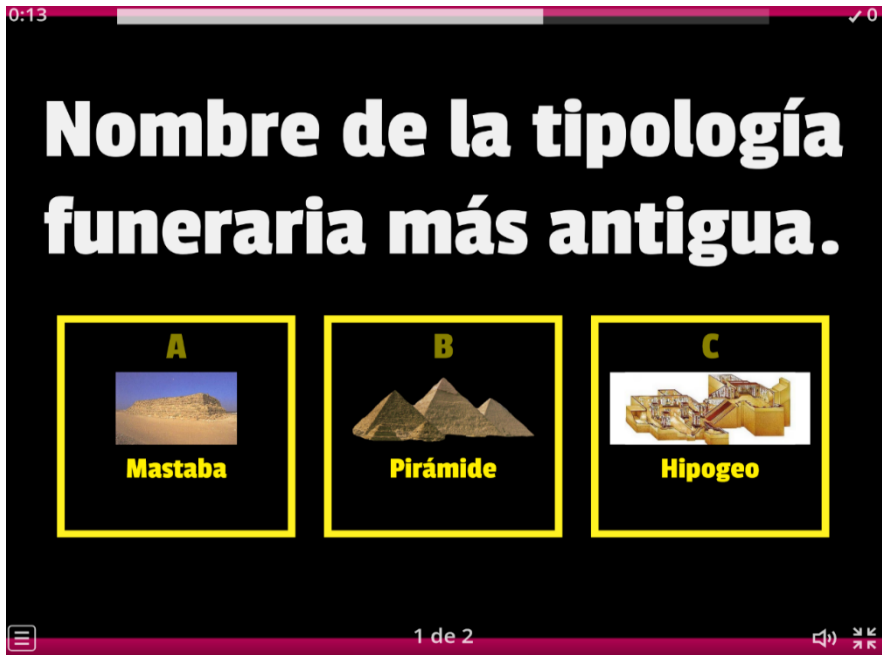 0:13
✓ 0
Nombre de la tipología
funeraria más antigua.
A
Mastaba
B
Pirámide
C
Hipogeo
1 de 2